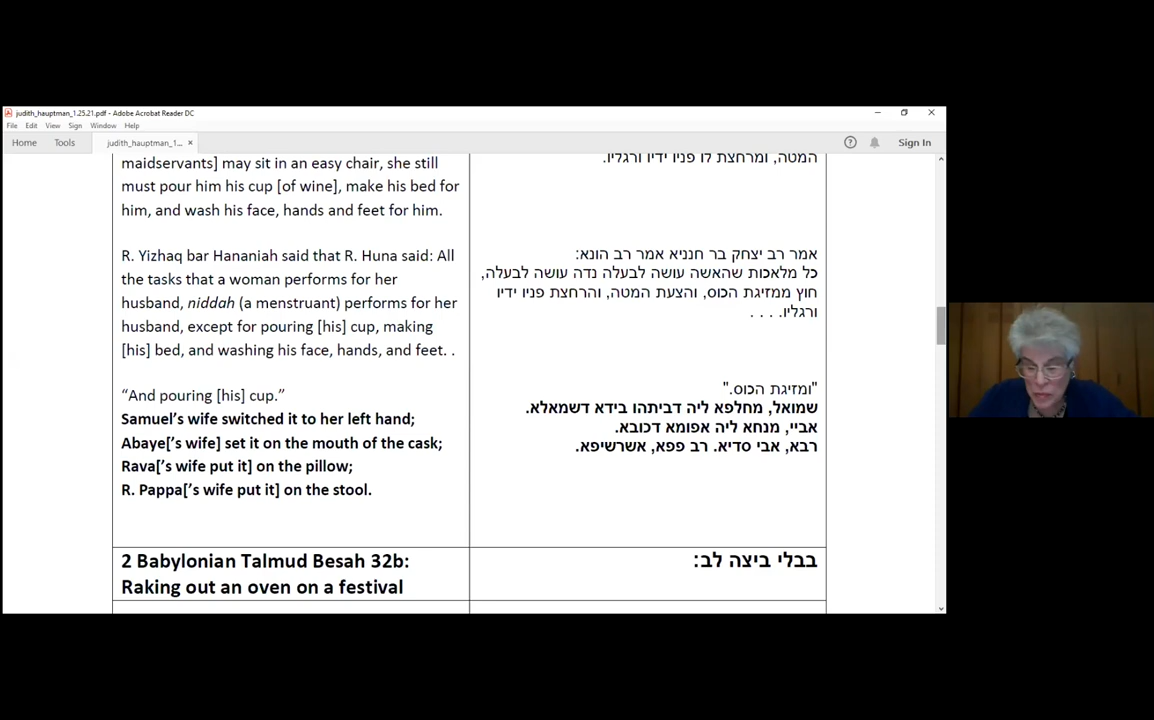 judith_hauptman_1.25.21.pdf - Adobe Acrobat Reader DC
File Edit View Sign Window Help
Home Tools judith_hauptman_1... × Sign In
maidservants] may sit in an easy chair, she still
must pour him his cup [of wine], make his bed for
him, and wash his face, hands and feet for him.
המטה, ומרחצת לו פניו ידיו ורגליו.
R. Yizhaq bar Hananiah said that R. Huna said: All
the tasks that a woman performs for her
husband, niddah (a menstruant) performs for her
husband, except for pouring [his] cup, making
[his] bed, and washing his face, hands, and feet. .
אמר רב יצחק בר חנניא אמר רב הונא:
כל מלאכות שהאשה עושה לבעלה נדה עושה לבעלה,
חוץ ממזיגת הכוס, והצעת המטה, והרחצת פניו ידיו
ורגליו. . . .
“And pouring [his] cup.”
Samuel’s wife switched it to her left hand;
Abaye[’s wife] set it on the mouth of the cask;
Rava[’s wife put it] on the pillow;
R. Pappa[’s wife put it] on the stool.
"ומזיגת הכוס."
שמואל, מחלפא ליה דביתהו בידא דשמאלא.
אביי, מנחא ליה אפומא דכובא.
רבא, אבי סדיא. רב פפא, אשרשיפא.
2 Babylonian Talmud Besah 32b:
Raking out an oven on a festival
בבלי ביצה לב: